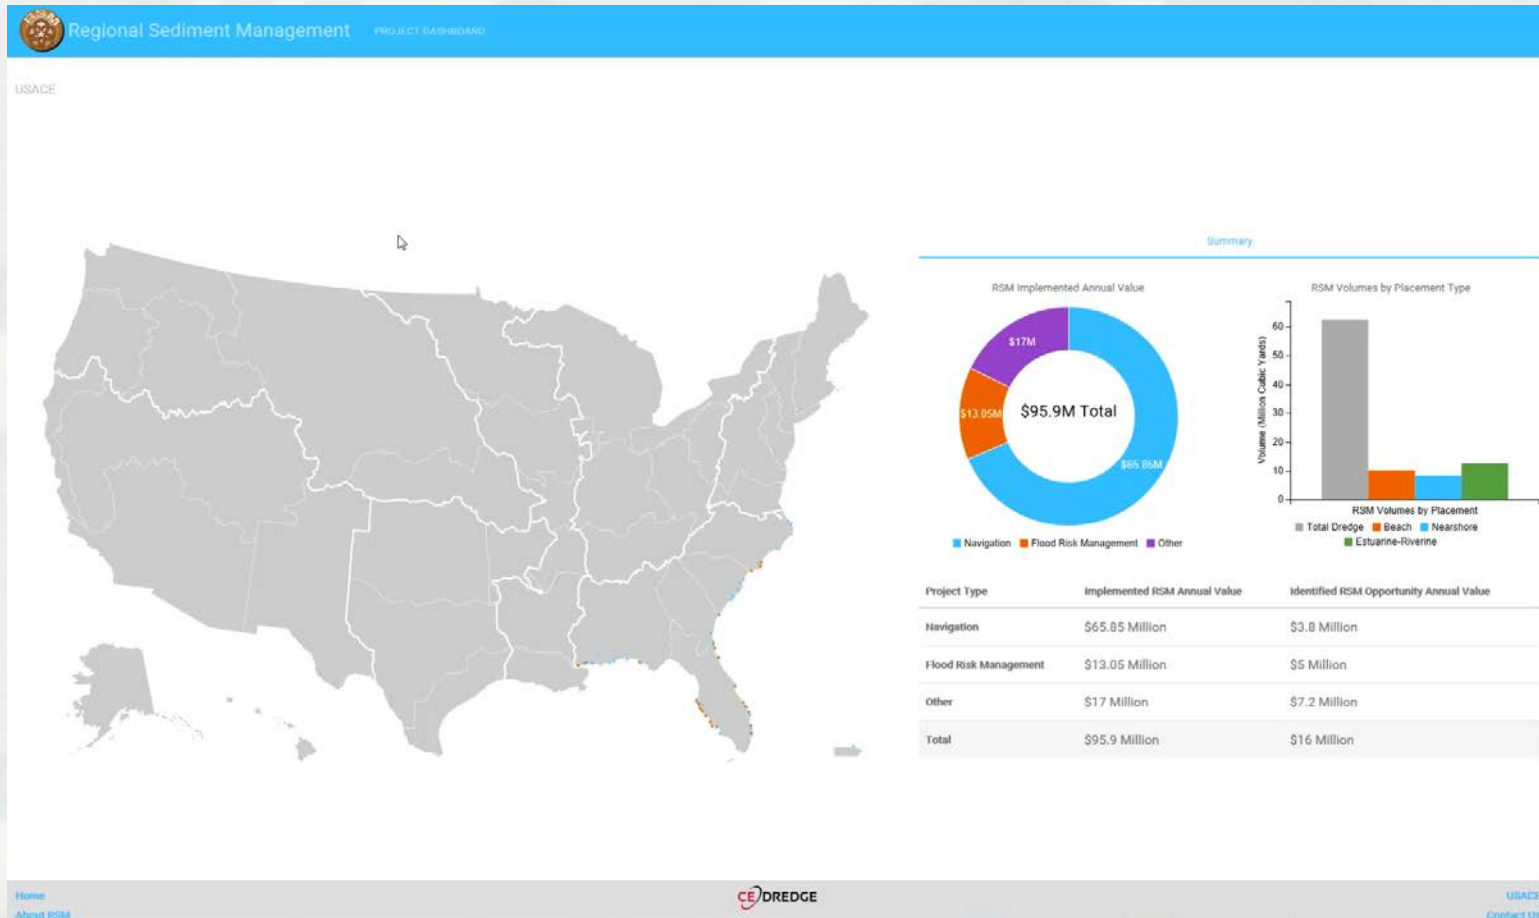 Regional Sediment Management PROJECT DASHBOARD
USACE
Summary
RSM Implemented Annual Value
$17M
$13.05M
$95.9M Total
$65.85M
Navigation Flood Risk Management Other
RSM Volumes by Placement Type
Volume (Million Cubic Yards)
60
50
40
30
20
10
0
RSM Volumes by Placement
Total Dredge Beach Nearshore
Estuarine-Riverine
Project Type Implemented RSM Annual Value Identified RSM Opportunity Annual Value
Navigation $65.85 Million $3.8 Million
Flood Risk Management $13.05 Million $5 Million
Other $17 Million $7.2 Million
Total $95.9 Million $16 Million
Home CE DREDGE USACE
About RSM Contact Us